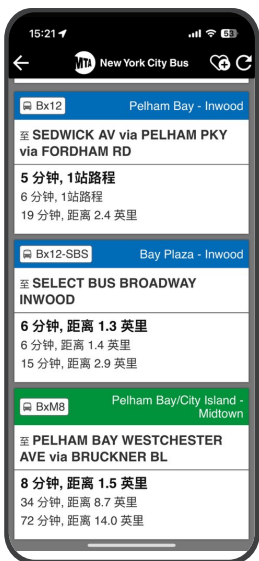 15:21
53
MTA New York City Bus
Bx12 Pelham Bay - Inwood
至 SEDWICK AV via PELHAM PKY
via FORDHAM RD
5 分钟, 1站路程
6 分钟, 1站路程
19 分钟, 距离 2.4 英里
Bx12-SBS Bay Plaza - Inwood
至 SELECT BUS BROADWAY
INWOOD
6 分钟, 距离 1.3 英里
6 分钟, 距离 1.4 英里
15 分钟, 距离 2.9 英里
BxM8 Pelham Bay/City Island -
Midtown
至 PELHAM BAY WESTCHESTER
AVE via BRUCKNER BL
8 分钟, 距离 1.5 英里
34 分钟, 距离 8.7 英里
72 分钟, 距离 14.0 英里